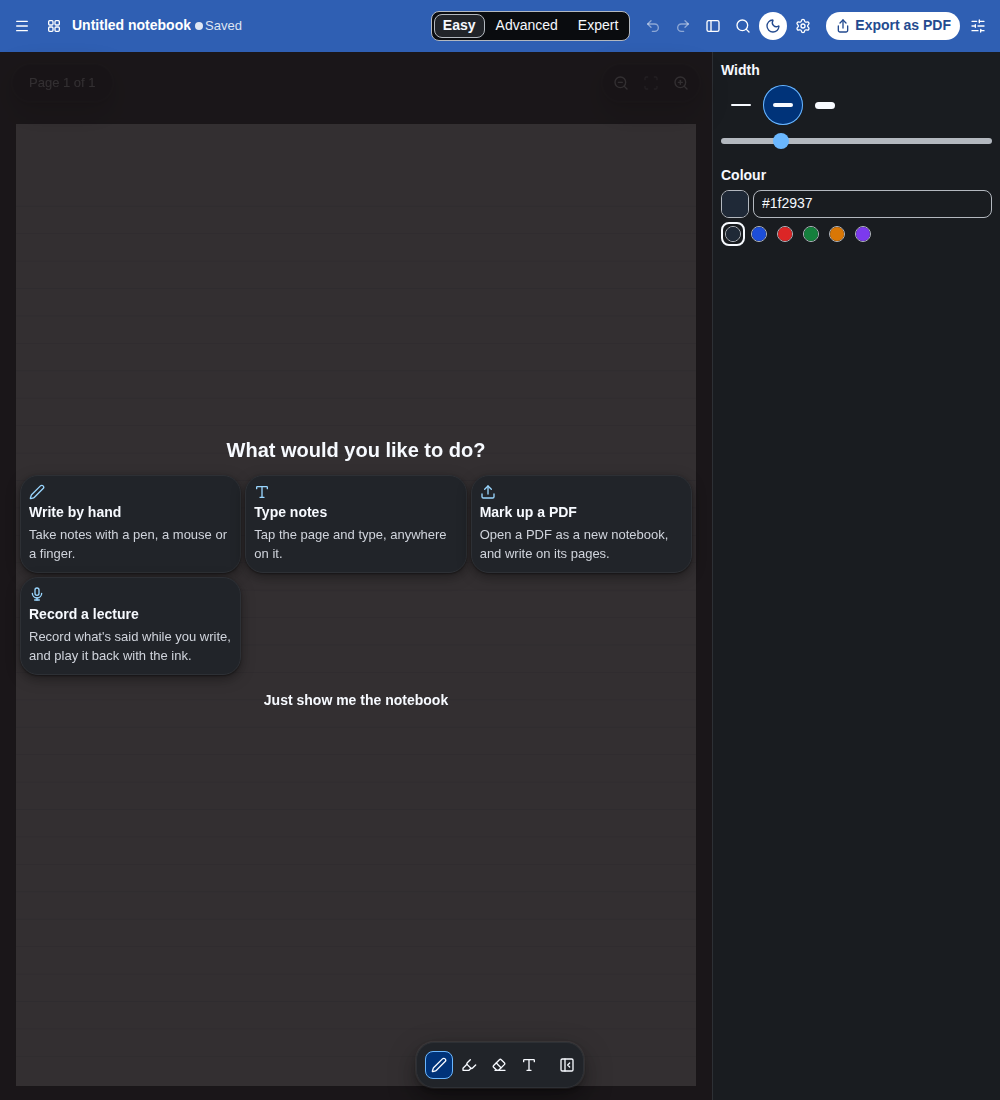 Untitled notebook Saved
Easy Advanced Expert
Export as PDF
Page 1 of 1
Width
Colour
#1f2937
What would you like to do?
Write by hand
Take notes with a pen, a mouse or
a finger.
Type notes
Tap the page and type, anywhere
on it.
Mark up a PDF
Open a PDF as a new notebook,
and write on its pages.
Record a lecture
Record what's said while you write,
and play it back with the ink.
Just show me the notebook